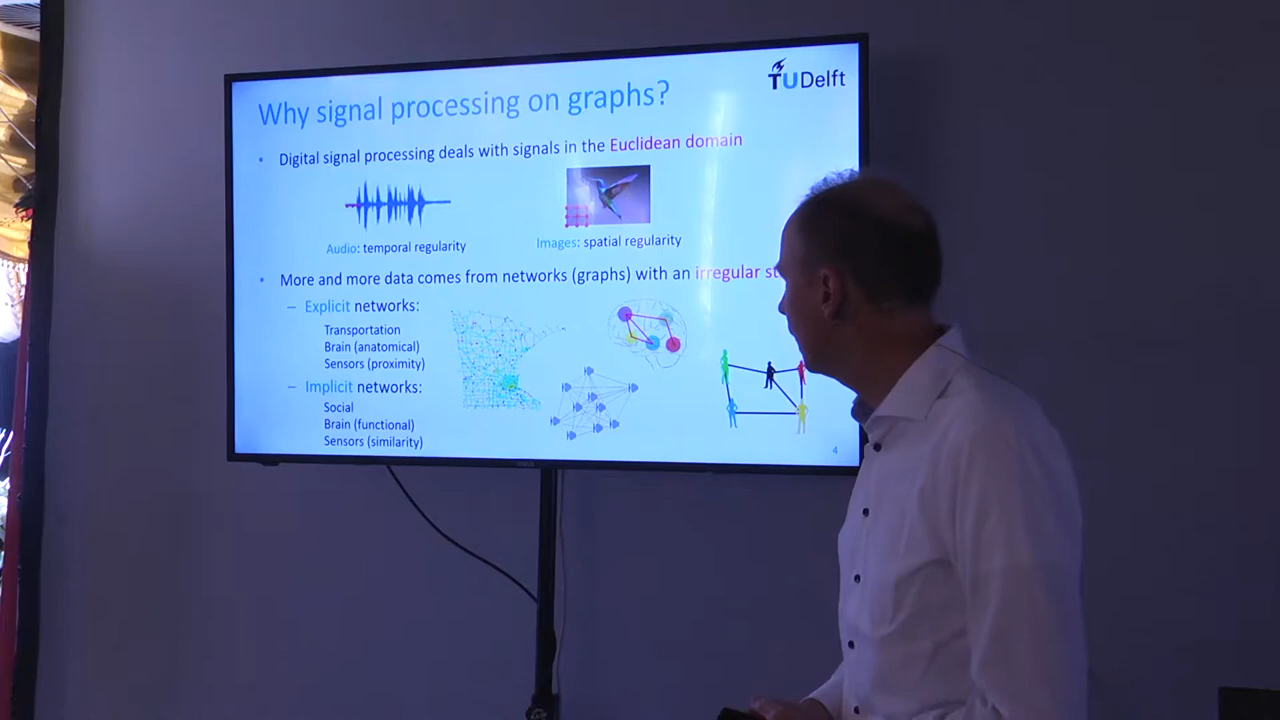 TUDelft
Why signal processing on graphs?
• Digital signal processing deals with signals in the Euclidean domain
Audio: temporal regularity
Images: spatial regularity
• More and more data comes from networks (graphs) with an irregular
– Explicit networks:
Transportation
Brain (anatomical)
Sensors (proximity)
– Implicit networks:
Social
Brain (functional)
Sensors (similarity)
4